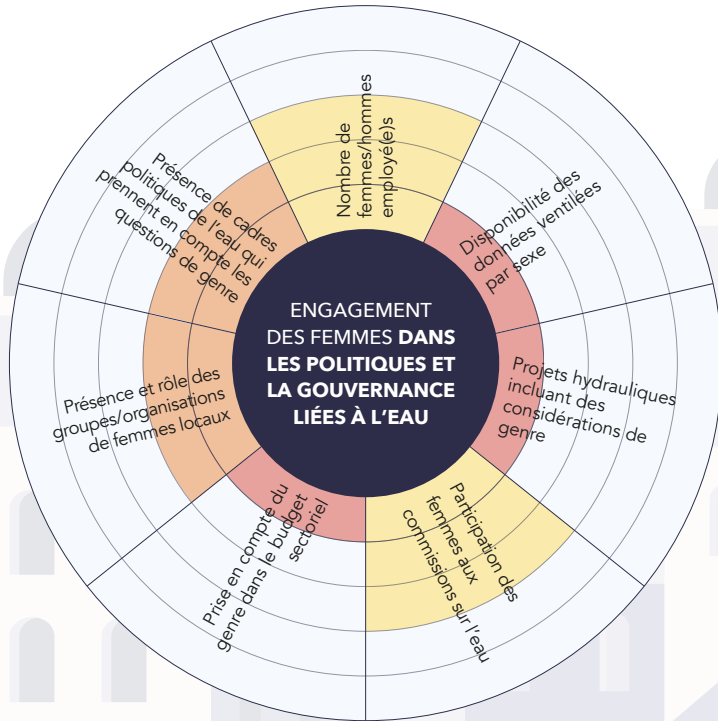 Nombre de
femmes/hommes
employé(e)s
Disponibilité des
données ventilées
par sexe
Projets hydrauliques
incluant des
considérations de
genre
Participation des
femmes aux
commissions sur l'eau
Prise en compte du
genre dans le budget
sectoriel
Présence et rôle des
groupes/organisations
de femmes locaux
Présence de cadres
politiques de l'eau qui
prennent en compte les
questions de genre
ENGAGEMENT
DES FEMMES DANS
LES POLITIQUES ET
LA GOUVERNANCE
LIÉES À L'EAU